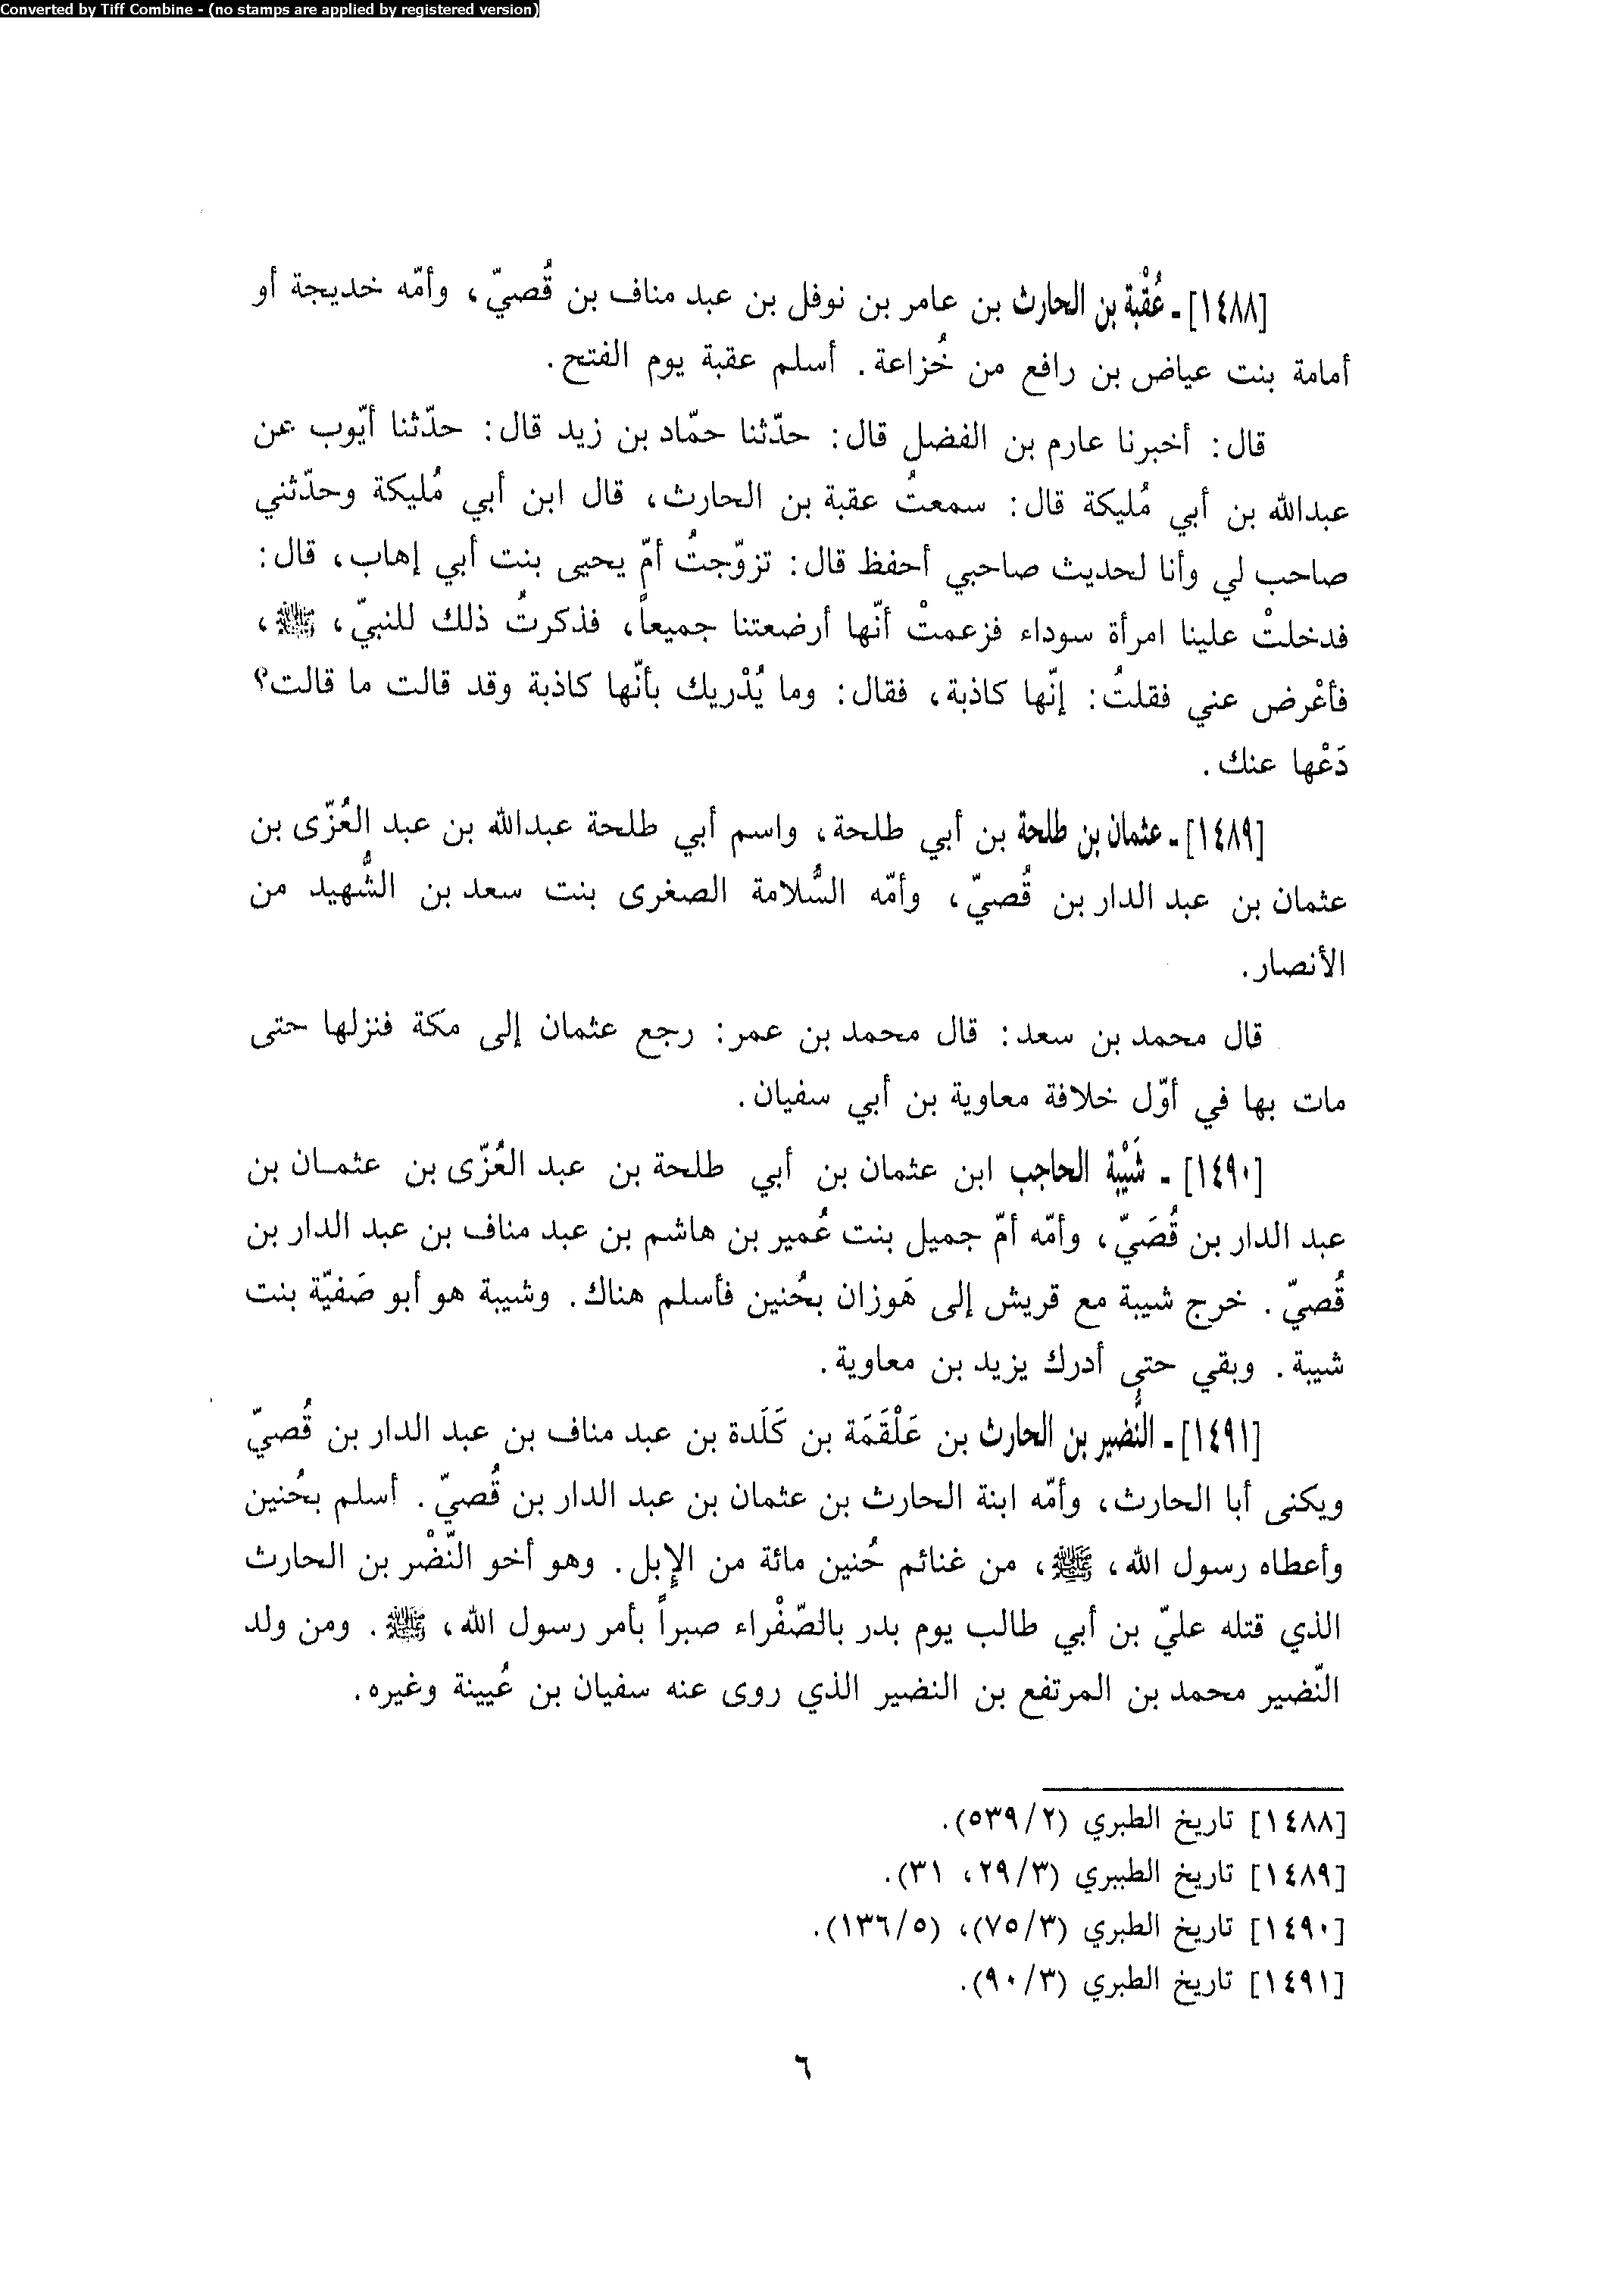 Converted by Tiff Combine - (no stamps are applied by registered version)
[١٤٨٨] ـ عُقْبة بن الحارث بن عامر بن نوفل بن عبد مناف بن قُصيّ، وأمّه خديجة أو
أمامة بنت عياض بن رافع من خُزاعة. أسلم عقبة يوم الفتح.
قال: أخبرنا عارم بن الفضل قال: حدّثنا حمّاد بن زيد قال: حدّثنا أيّوب عن
عبدالله بن أبي مُليكة قال: سمعتُ عقبة بن الحارث، قال ابن أبي مُليكة وحدّثني
صاحب لي وأنا لحديث صاحبي أحفظ قال: تزوّجتُ أمّ يحيى بنت أبي إهاب، قال:
فدخلتْ علينا امرأة سوداء فزعمتْ أنّها أرضعتنا جميعاً، فذكرتُ ذلك للنبيّ، ﷺ،
فأعْرض عني فقلتُ: إنّها كاذبة، فقال: وما يُدْريك بأنّها كاذبة وقد قالت ما قالت؟
دَعْها عنك.
[١٤٨٩] ـ عثمان بن طلحة بن أبي طلحة، واسم أبي طلحة عبدالله بن عبد العُزّى بن
عثمان بن عبد الدار بن قُصيّ، وأمّه السُّلامة الصغرى بنت سعد بن الشُّهيد من
الأنصار.
قال محمد بن سعد: قال محمد بن عمر: رجع عثمان إلى مكة فنزلها حتى
مات بها في أوّل خلافة معاوية بن أبي سفيان.
[١٤٩٠] ـ شَيْبة الحاجب ابن عثمان بن أبي طلحة بن عبد العُزّى بن عثمـان بن
عبد الدار بن قُصَيّ، وأمّه أمّ جميل بنت عُمير بن هاشم بن عبد مناف بن عبد الدار بن
قُصيّ. خرج شيبة مع قريش إلى هَوزان بحُنين فأسلم هناك. وشيبة هو أبو صَفيّة بنت
شيبة. وبقي حتى أدرك يزيد بن معاوية.
[١٤٩١] ـ النُّضير بن الحارث بن عَلْقَمَة بن كَلَدة بن عبد مناف بن عبد الدار بن قُصيّ
ويكنى أبا الحارث، وأمّه ابنة الحارث بن عثمان بن عبد الدار بن قُصيّ. أسلم بحُنين
وأعطاه رسول الله، ﷺ، من غنائم حُنين مائة من الإبل. وهو أخو النّضْر بن الحارث
الذي قتله عليّ بن أبي طالب يوم بدر بالصّفْراء صبراً بأمر رسول الله، ﷺ. ومن ولد
النّضير محمد بن المرتفع بن النضير الذي روى عنه سفيان بن عُيينة وغيره.
[١٤٨٨] تاريخ الطبري (٥٣٩/٢).
[١٤٨٩] تاريخ الطبيري (٢٩/٣، ٣١).
[١٤٩٠] تاريخ الطبري (٧٥/٣)، (١٣٦/٥).
[١٤٩١] تاريخ الطبري (٩٠/٣).
٦